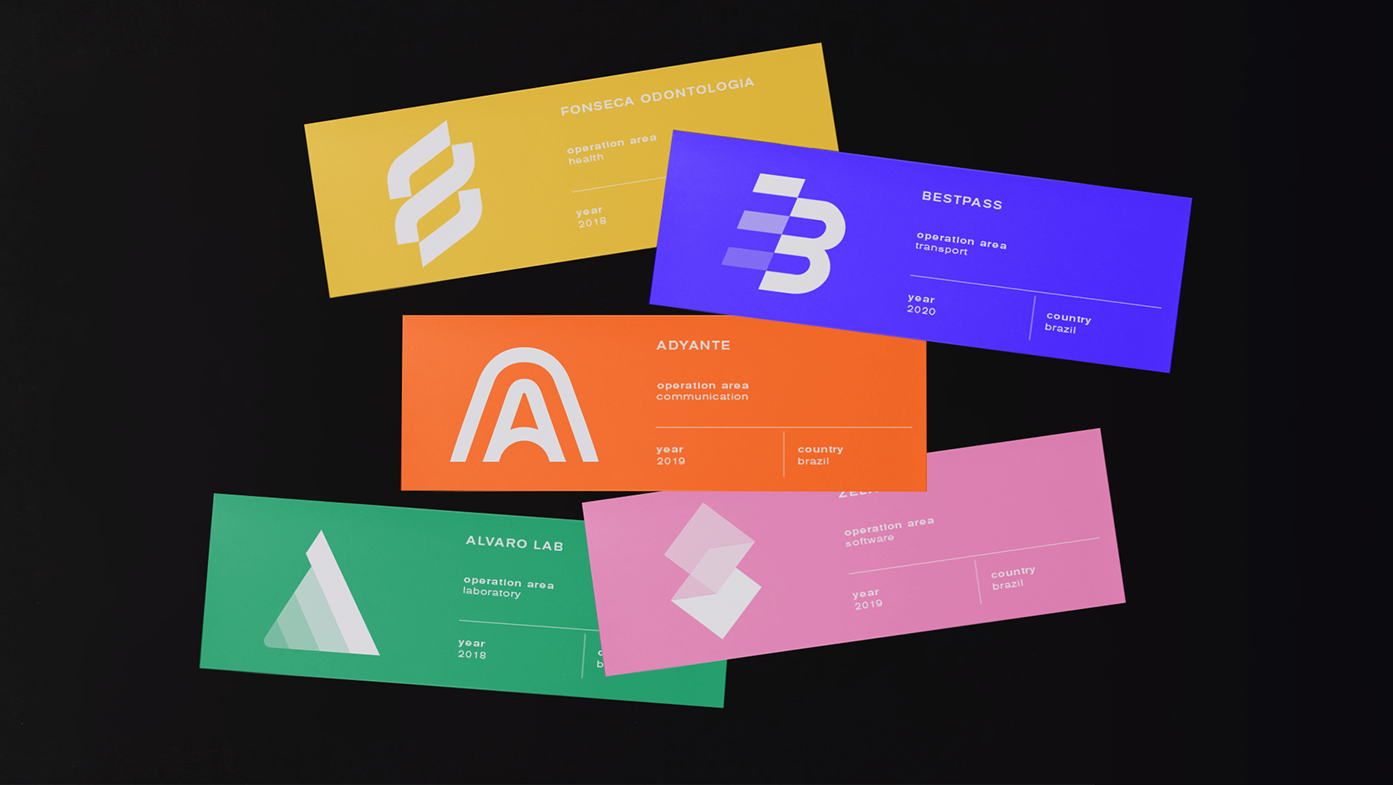 FONSECA ODONTOLOGIA
operation area
health
year
2018
BESTPASS
operation area
transport
year
2020
country
brazil
ADYANTE
operation area
communication
year
2019
country
brazil
ALVARO LAB
operation area
laboratory
year
2018
operation area
software
year
2019
country
brazil